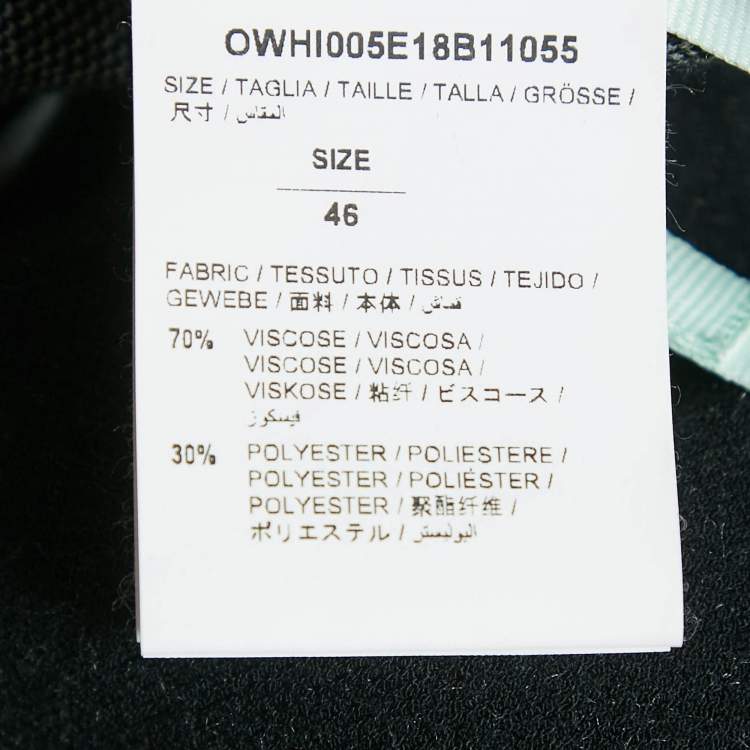 OWHI005E18B11055
SIZE / TAGLIA / TAILLE / TALLA / GRÖSSE /
尺寸 / المقاس
SIZE
46
FABRIC / TESSUTO / TISSUS / TEJIDO /
GEWEBE / 面料 / 本体 / قماش
70% VISCOSE / VISCOSA /
VISCOSE / VISCOSA /
VISKOSE / 粘纤 / ビスコース /
فيسكوز
30% POLYESTER / POLIESTERE /
POLYESTER / POLIÉSTER /
POLYESTER / 聚酯纤维 /
ポリエステル / البوليستر